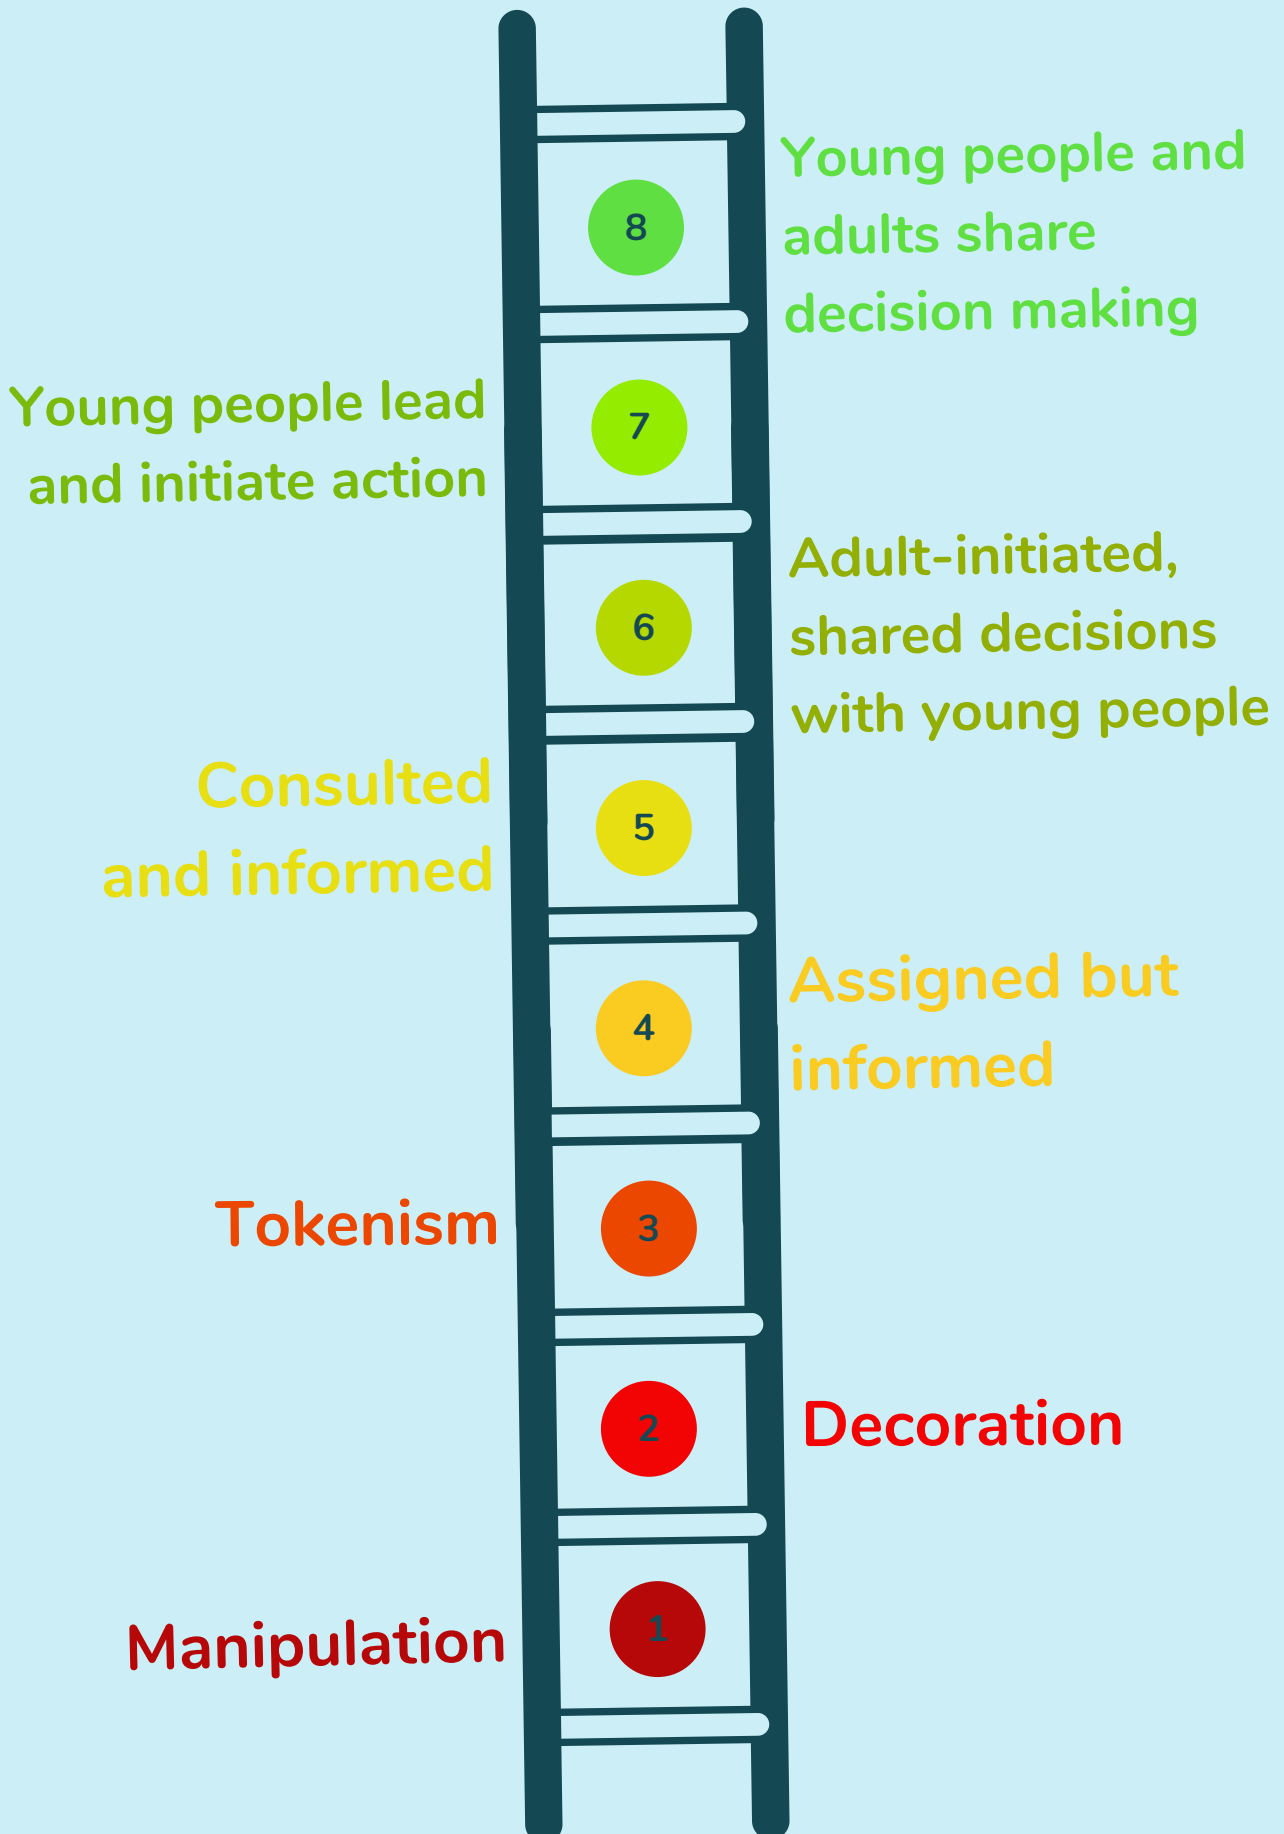 8
Young people and
adults share
decision making
7
Young people lead
and initiate action
6
Adult-initiated,
shared decisions
with young people
5
Consulted
and informed
4
Assigned but
informed
3
Tokenism
2
Decoration
1
Manipulation